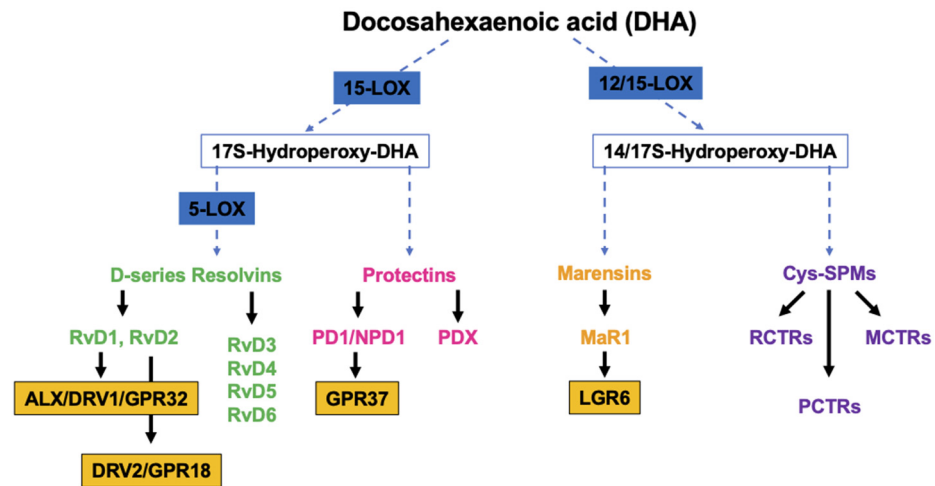 Docosahexaenoic acid (DHA)
15-LOX
12/15-LOX
17S-Hydroperoxy-DHA
14/17S-Hydroperoxy-DHA
5-LOX
D-series Resolvins
Protectins
Marensins
Cys-SPMs
RvD1, RvD2
RvD3
RvD4
RvD5
RvD6
PD1/NPD1
PDX
MaR1
RCTRs
MCTRs
PCTRs
ALX/DRV1/GPR32
GPR37
LGR6
DRV2/GPR18